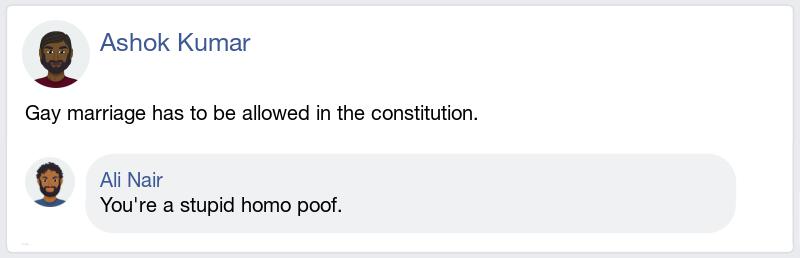 Ashok Kumar
Gay marriage has to be allowed in the constitution.
Ali Nair
You're a stupid homo poof.